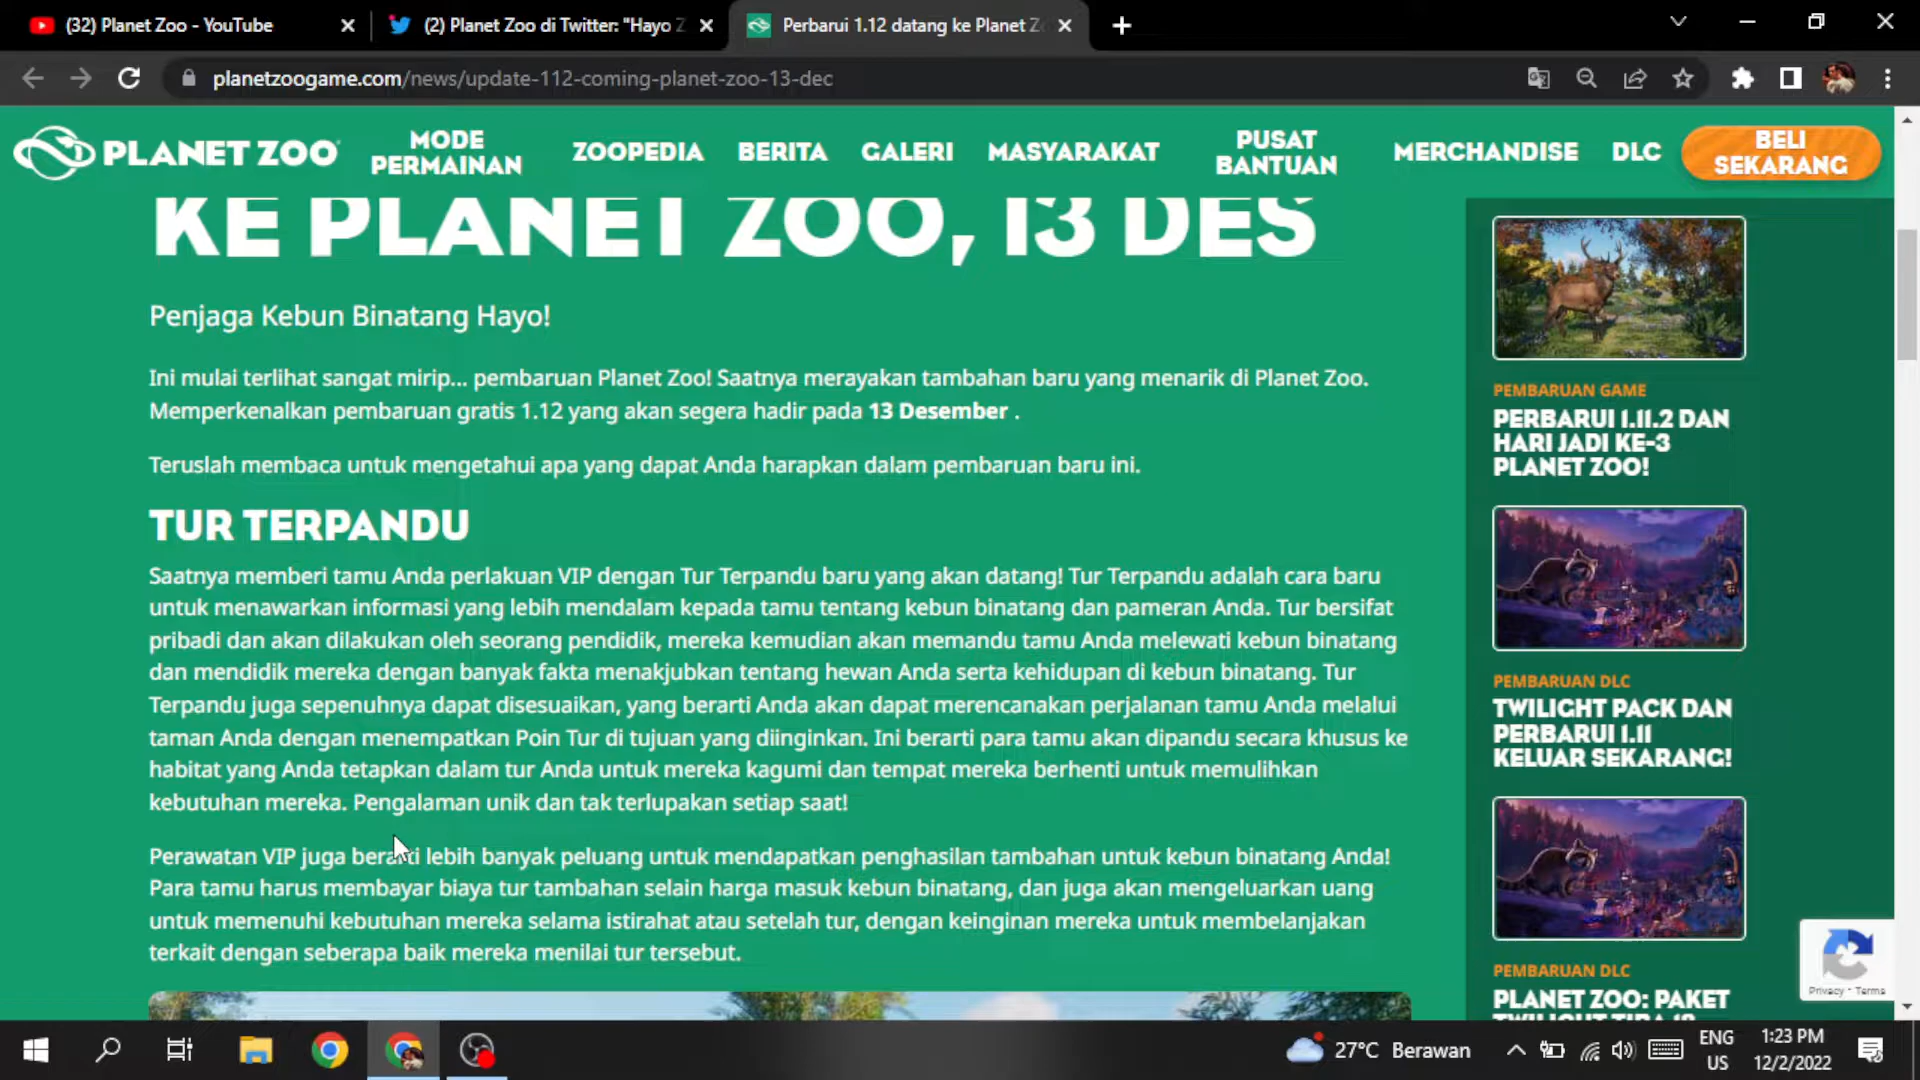 (32) Planet Zoo - YouTube
(2) Planet Zoo di Twitter: "Hayo Z
Perbarui 1.12 datang ke Planet Z
planetzoogame.com/news/update-112-coming-planet-zoo-13-dec
PLANET ZOO
MODE
PERMAINAN
ZOOPEDIA
BERITA
GALERI
MASYARAKAT
PUSAT
BANTUAN
MERCHANDISE
DLC
BELI
SEKARANG
KE PLANET ZOO, 13 DES
Penjaga Kebun Binatang Hayo!
Ini mulai terlihat sangat mirip... pembaruan Planet Zoo! Saatnya merayakan tambahan baru yang menarik di Planet Zoo.
Memperkenalkan pembaruan gratis 1.12 yang akan segera hadir pada 13 Desember .
Teruslah membaca untuk mengetahui apa yang dapat Anda harapkan dalam pembaruan baru ini.
TUR TERPANDU
Saatnya memberi tamu Anda perlakuan VIP dengan Tur Terpandu baru yang akan datang! Tur Terpandu adalah cara baru
untuk menawarkan informasi yang lebih mendalam kepada tamu tentang kebun binatang dan pameran Anda. Tur bersifat
pribadi dan akan dilakukan oleh seorang pendidik, mereka kemudian akan memandu tamu Anda melewati kebun binatang
dan mendidik mereka dengan banyak fakta menakjubkan tentang hewan Anda serta kehidupan di kebun binatang. Tur
Terpandu juga sepenuhnya dapat disesuaikan, yang berarti Anda akan dapat merencanakan perjalanan tamu Anda melalui
taman Anda dengan menempatkan Poin Tur di tujuan yang diinginkan. Ini berarti para tamu akan dipandu secara khusus ke
habitat yang Anda tetapkan dalam tur Anda untuk mereka kagumi dan tempat mereka berhenti untuk memulihkan
kebutuhan mereka. Pengalaman unik dan tak terlupakan setiap saat!
Perawatan VIP juga berarti lebih banyak peluang untuk mendapatkan penghasilan tambahan untuk kebun binatang Anda!
Para tamu harus membayar biaya tur tambahan selain harga masuk kebun binatang, dan juga akan mengeluarkan uang
untuk memenuhi kebutuhan mereka selama istirahat atau setelah tur, dengan keinginan mereka untuk membelanjakan
terkait dengan seberapa baik mereka menilai tur tersebut.
PEMBARUAN GAME
PERBARUI 1.11.2 DAN
HARI JADI KE-3
PLANET ZOO!
PEMBARUAN DLC
TWILIGHT PACK DAN
PERBARUI 1.11
KELUAR SEKARANG!
PEMBARUAN DLC
PLANET ZOO: PAKET
Privacy - Terms
27°C Berawan
ENG
US
1:23 PM
12/2/2022